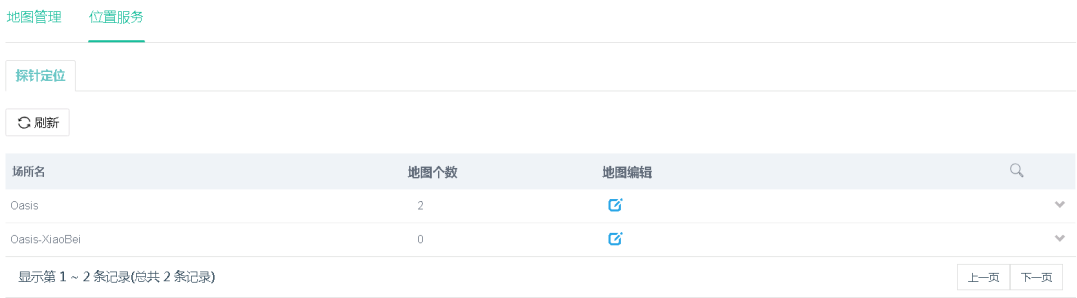 地图管理 位置服务
探针定位
刷新
场所名 地图个数 地图编辑
Oasis 2
Oasis-XiaoBei 0
显示第 1 ~ 2 条记录(总共 2 条记录) 上一页 下一页